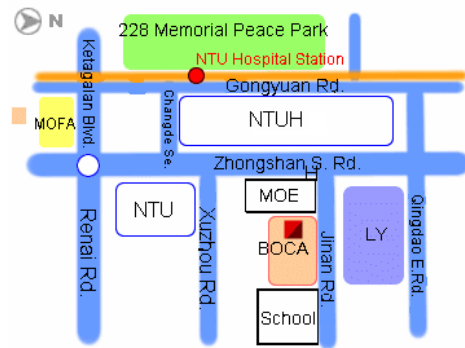 N
228 Memorial Peace Park
NTU Hospital Station
Gongyuan Rd.
Ketagalan Blvd.
MOFA
Changde Se.
NTUH
Zhongshan S. Rd.
MOE
NTU
Renai Rd.
Xuzhou Rd.
BOCA
Jinan Rd.
LY
Qingdao E.Rd.
School